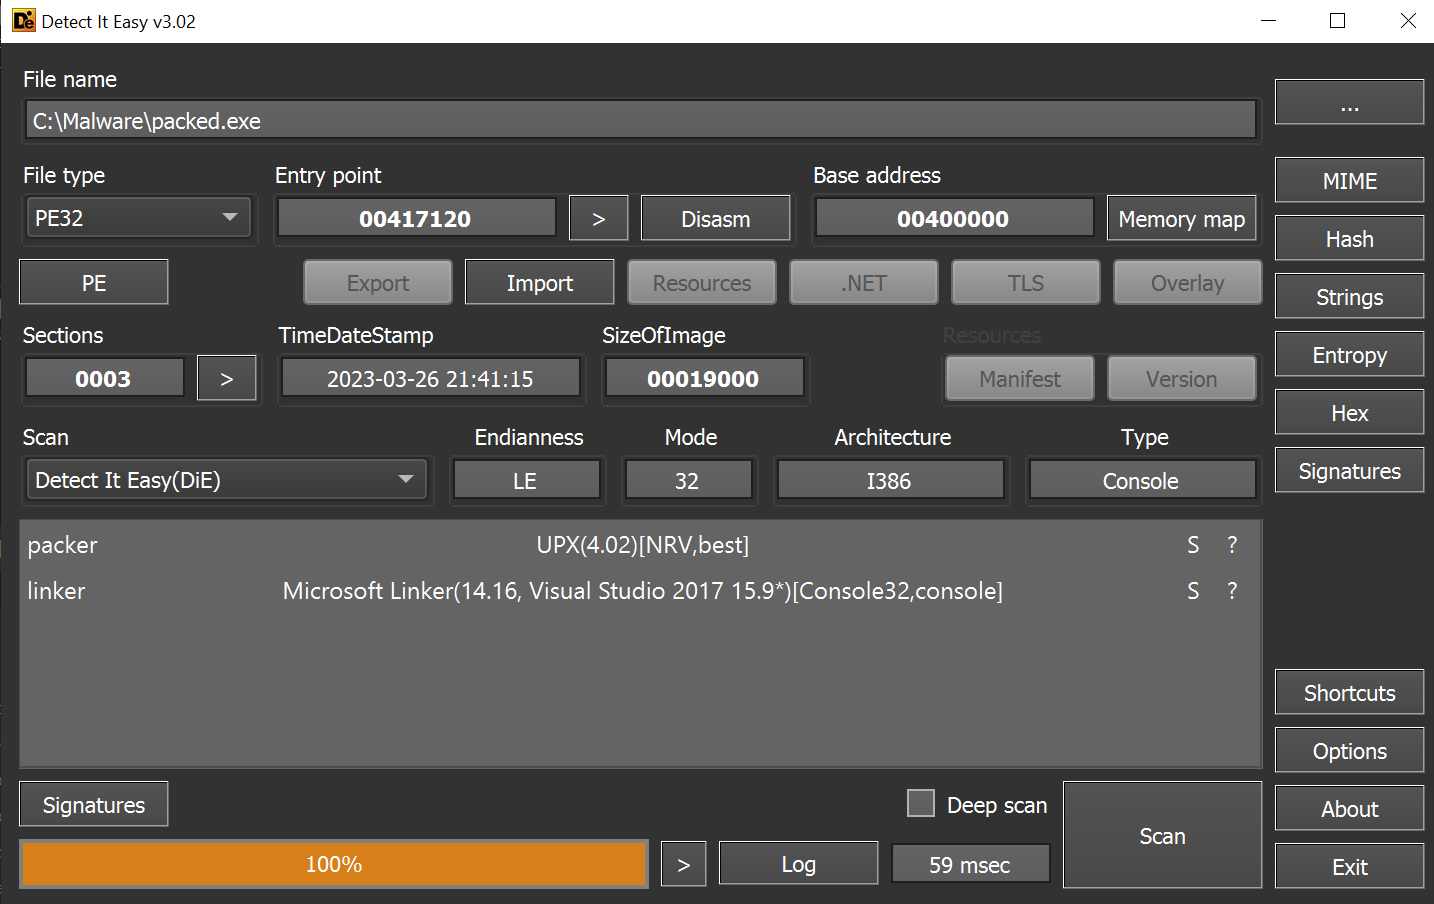 Detect It Easy v3.02
File name
C:\Malware\packed.exe
...
File type Entry point Base address
PE32 00417120 > Disasm 00400000 Memory map
MIME
Hash
PE Export Import Resources .NET TLS Overlay
Strings
Sections TimeDateStamp SizeOfImage Resources
0003 > 2023-03-26 21:41:15 00019000 Manifest Version
Entropy
Hex
Scan Endianness Mode Architecture Type
Detect It Easy(DiE) LE 32 I386 Console
Signatures
packer UPX(4.02)[NRV,best] S ?
linker Microsoft Linker(14.16, Visual Studio 2017 15.9*)[Console32,console] S ?
Shortcuts
Options
Signatures Deep scan Scan
About
100% > Log 59 msec
Exit